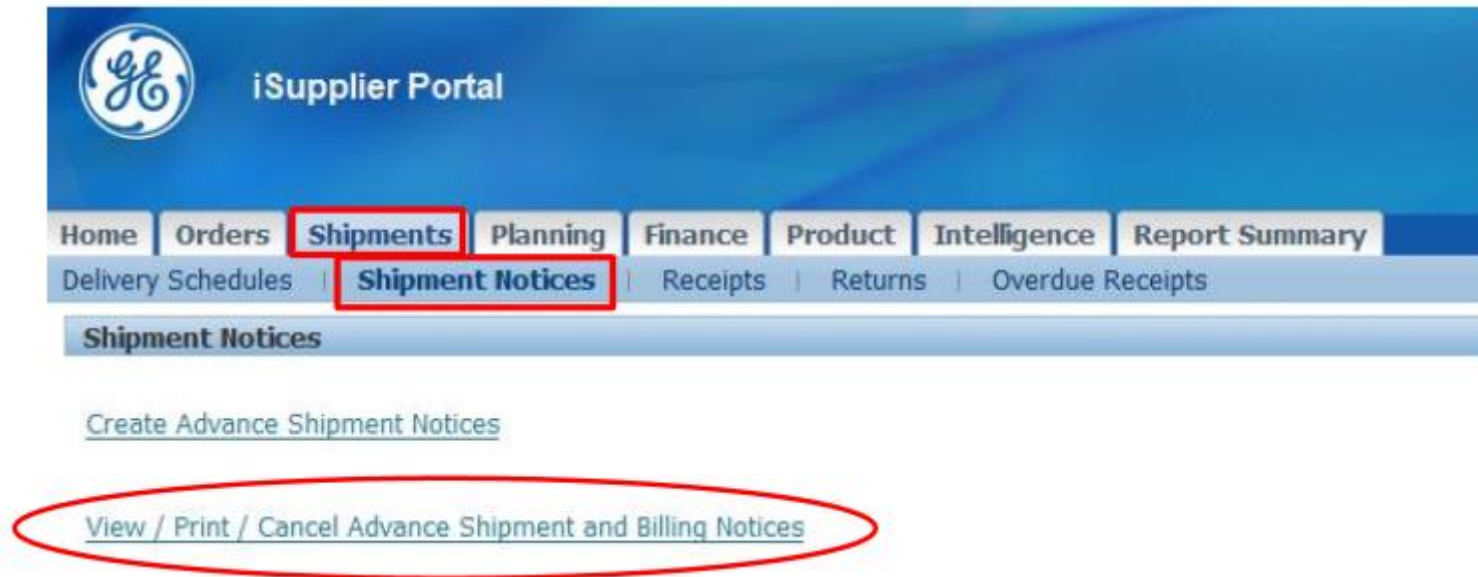 GE
iSupplier Portal
Home Orders Shipments Planning Finance Product Intelligence Report Summary
Delivery Schedules | Shipment Notices | Receipts | Returns | Overdue Receipts
Shipment Notices
Create Advance Shipment Notices
View / Print / Cancel Advance Shipment and Billing Notices